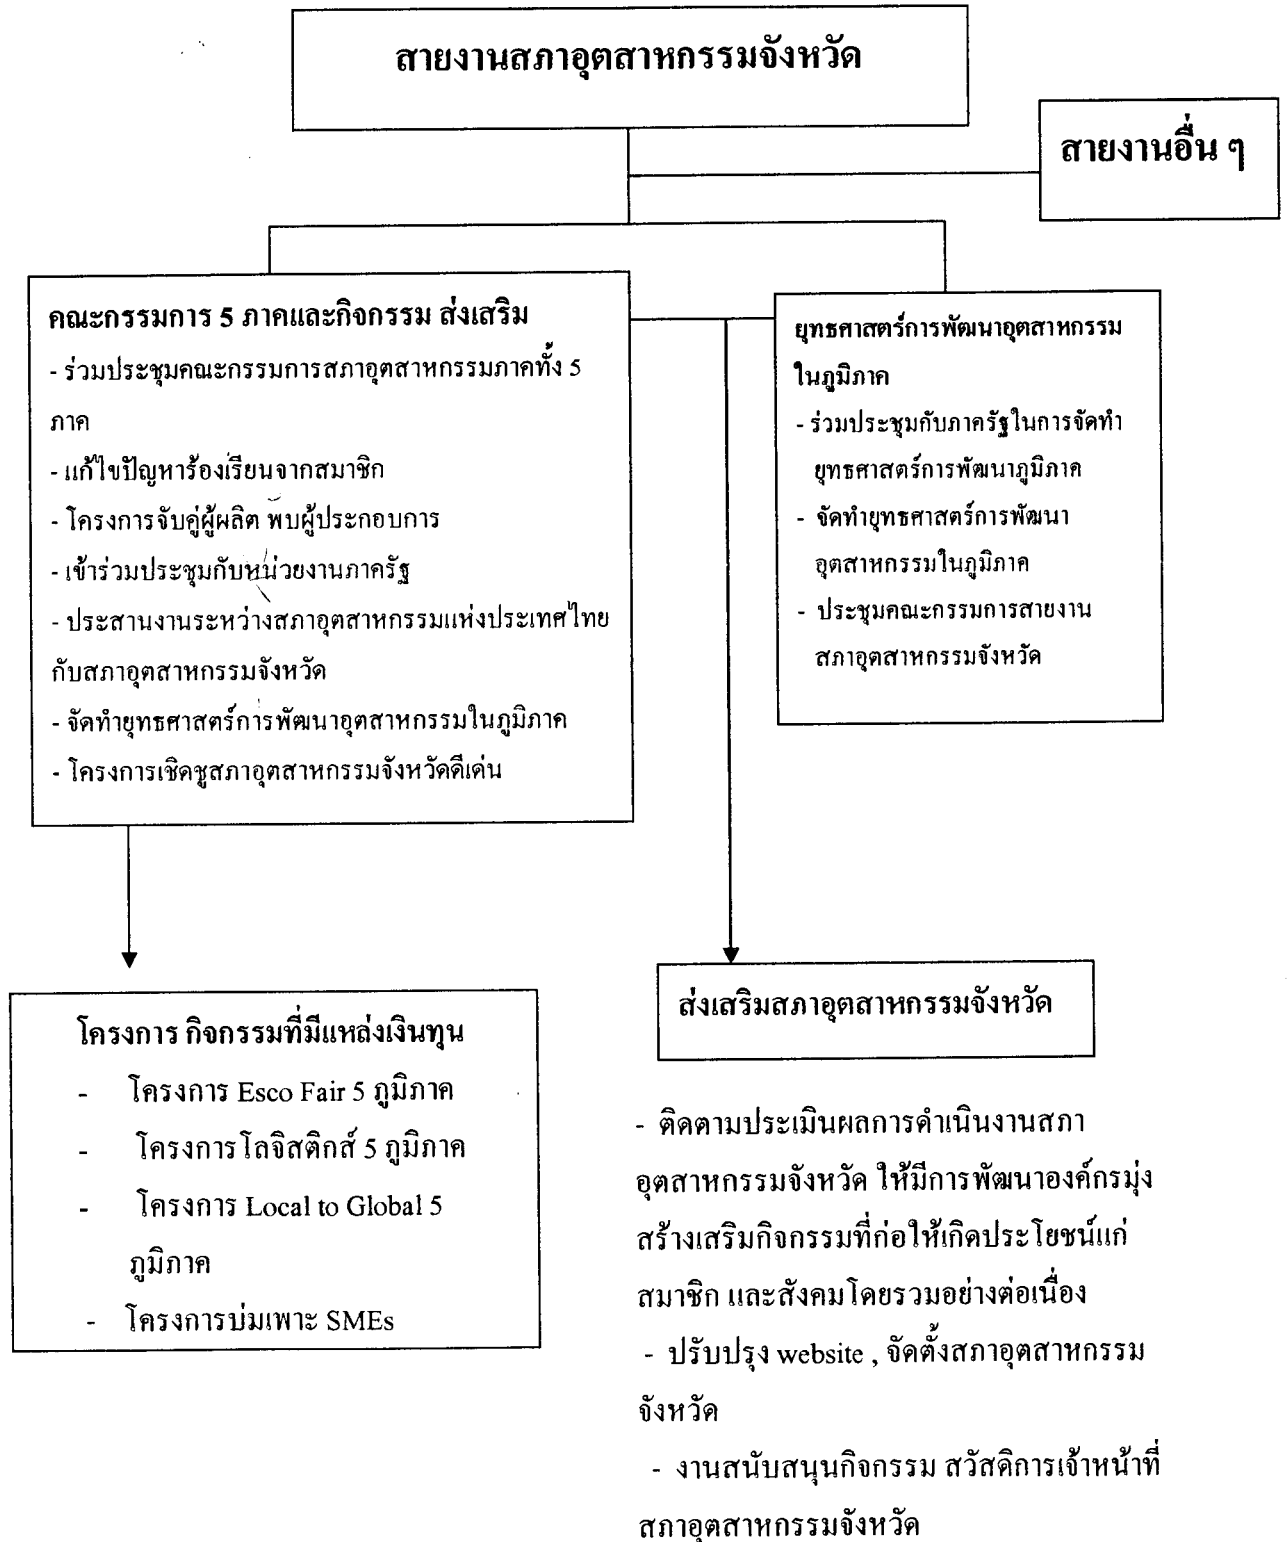 สายงานสภาอุตสาหกรรมจังหวัด
สายงานอื่น ๆ
คณะกรรมการ 5 ภาคและกิจกรรม ส่งเสริม
- ร่วมประชุมคณะกรรมการสภาอุตสาหกรรมภาคทั้ง 5
ภาค
- แก้ไขปัญหาร้องเรียนจากสมาชิก
- โครงการจับคู่ผู้ผลิต พบผู้ประกอบการ
- เข้าร่วมประชุมกับหน่วยงานภาครัฐ
- ประสานงานระหว่างสภาอุตสาหกรรมแห่งประเทศไทย
กับสภาอุตสาหกรรมจังหวัด
- จัดทำยุทธศาสตร์การพัฒนาอุตสาหกรรมในภูมิภาค
- โครงการเชิดชูสภาอุตสาหกรรมจังหวัดดีเด่น
ยุทธศาสตร์การพัฒนาอุตสาหกรรม
ในภูมิภาค
- ร่วมประชุมกับภาครัฐในการจัดทำ
ยุทธศาสตร์การพัฒนาภูมิภาค
- จัดทำยุทธศาสตร์การพัฒนา
อุตสาหกรรมในภูมิภาค
- ประชุมคณะกรรมการสายงาน
สภาอุตสาหกรรมจังหวัด
โครงการ กิจกรรมที่มีแหล่งเงินทุน
- โครงการ Esco Fair 5 ภูมิภาค
- โครงการโลจิสติกส์ 5 ภูมิภาค
- โครงการ Local to Global 5
ภูมิภาค
- โครงการบ่มเพาะ SMEs
ส่งเสริมสภาอุตสาหกรรมจังหวัด
- ติดตามประเมินผลการดำเนินงานสภา
อุตสาหกรรมจังหวัด ให้มีการพัฒนาองค์กรมุ่ง
สร้างเสริมกิจกรรมที่ก่อให้เกิดประโยชน์แก่
สมาชิก และสังคมโดยรวมอย่างต่อเนื่อง
- ปรับปรุง website , จัดตั้งสภาอุตสาหกรรม
จังหวัด
- งานสนับสนุนกิจกรรม สวัสดิการเจ้าหน้าที่
สภาอุตสาหกรรมจังหวัด